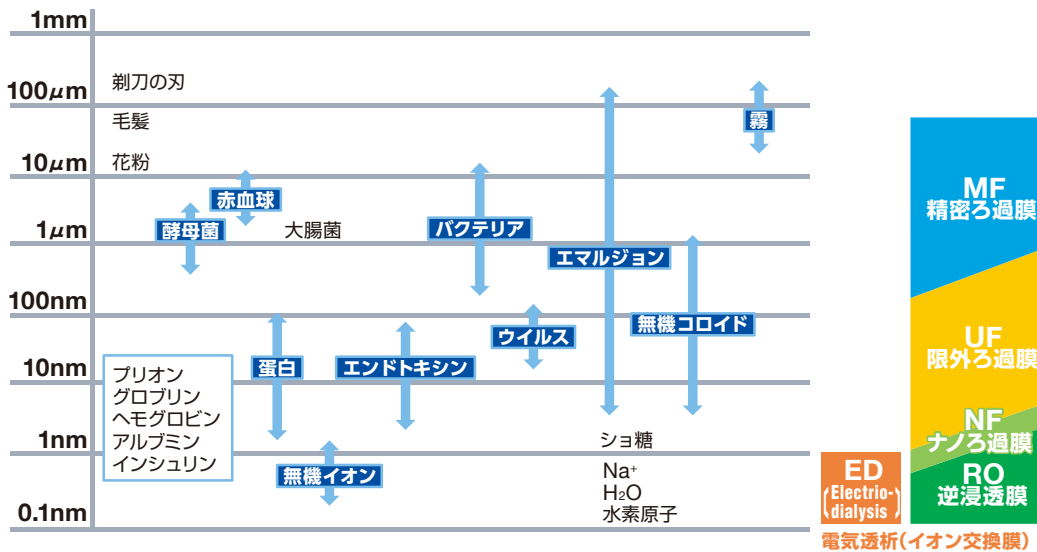 1mm
100μm
10μm
1μm
100nm
10nm
1nm
0.1nm
剃刀の刃
毛髪
花粉
赤血球
酵母菌
大腸菌
バクテリア
エマルジョン
霧
無機コロイド
ウイルス
蛋白
エンドトキシン
プリオン
グロブリン
ヘモグロビン
アルブミン
インシュリン
無機イオン
ショ糖
Na⁺
H₂O
水素原子
MF
精密ろ過膜
UF
限外ろ過膜
NF
ナノろ過膜
RO
逆浸透膜
ED
(Electrio-
dialysis)
電気透析(イオン交換膜)